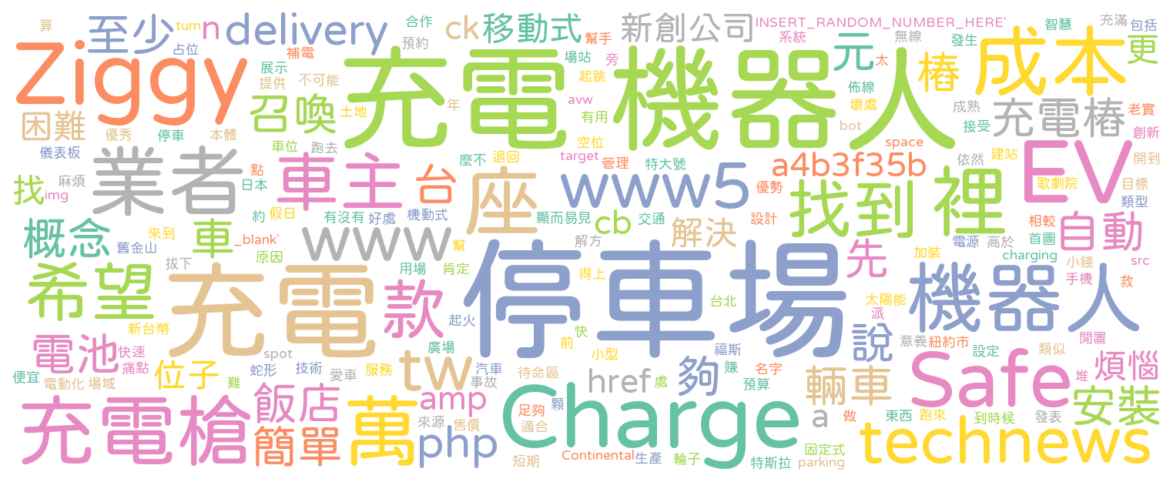 算 turn n delivery ck 移動式 合作 新創公司 INSERT_RANDOM_NUMBER_HERE' 智慧 充滿
至少 占位 預約 幫手 系統 無線 發生 包括
Ziggy 補電 充電機器人 場站 旁 元 佈線 樁 成本 更
展示 提供 不可能 起跳 太 壞處
困難 優秀 停車 本體 召喚 土地 年 avw 有用 成熟 接受 充電樁 老實
儀表板 車位 跑去 麼不 空位 bot space 依然 建站 創新
業者 點 日本 車主 台 退回 target 管理 特大號 a4b3f35b EV 開到
找 麻煩 img 座 www5 優勢 找到 裡 歌劇院 目標 類型
概念 約 假日 有沒有 好處 機動式 顯而易見 cb 交通 設計 相較 自動
來到 車 _blank' www 幫 解方 解決 先 電源 高於 首圖
舊金山 原因 用場 停車場 加裝 charging 小鎂 src
希望 拔下 充電 肯定 款 得上 台北 太陽能 機器人 手機 救
新台幣 起火 派
電池 快速 廣場 前 快 小型 福斯 說 意義 紐約市 閒置
痛點 spot 蛇形 技術 汽車 待命區 賺 名字 設定 類似 煩惱
便宜 電動化 場域 位子 服務 愛車 tw 事故 href 處 夠 預算 輛車 Safe 堆
充電槍 難 飯店 萬 來源 amp 售價 足夠 顆 Charge a 做 東西 跑來 到時候 發表 安裝
簡單 php 短期 適合 Continental 生產 輪子 特斯拉 固定式 parking technews